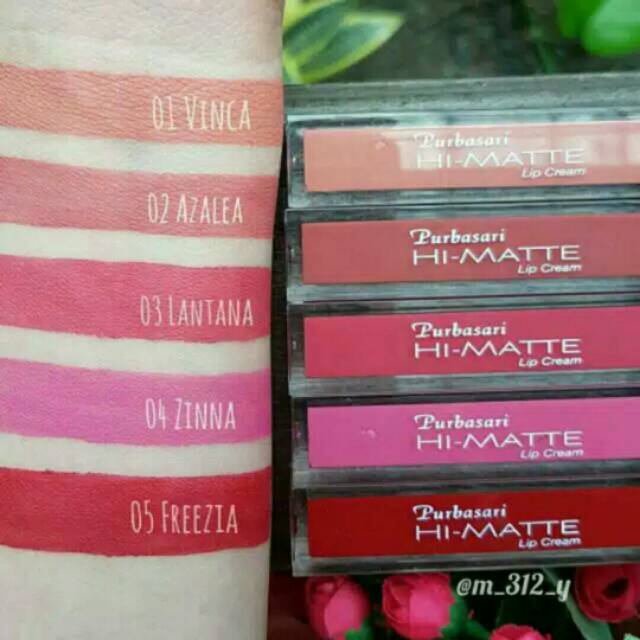 01 VINCA
02 AZALEA
03 LANTANA
04 ZINNA
05 FREEZIA
Purbasari
HI-MATTE
Lip Cream
Purbasari
HI-MATTE
Lip Cream
Purbasari
HI-MATTE
Lip Cream
Purbasari
HI-MATTE
Lip Cream
Purbasari
HI-MATTE
Lip Cream
@m_312_y